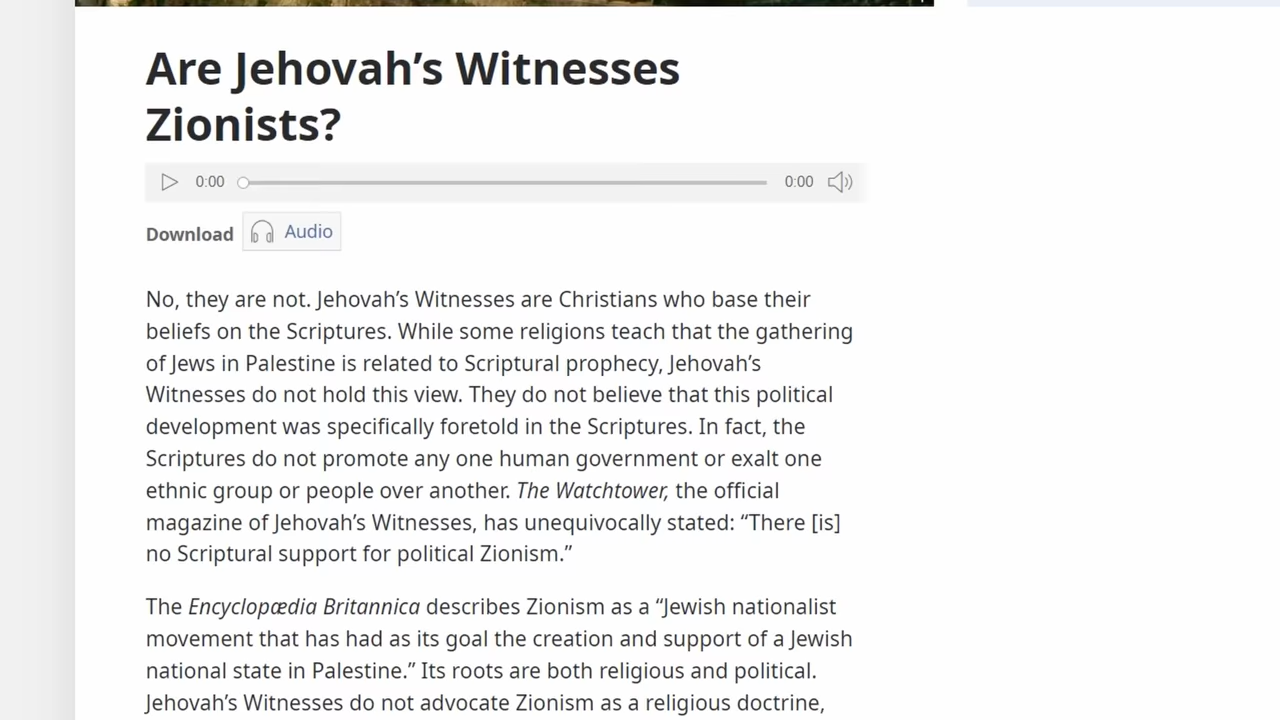 Are Jehovah’s Witnesses
Zionists?
0:00 0:00
Download Audio
No, they are not. Jehovah’s Witnesses are Christians who base their
beliefs on the Scriptures. While some religions teach that the gathering
of Jews in Palestine is related to Scriptural prophecy, Jehovah’s
Witnesses do not hold this view. They do not believe that this political
development was specifically foretold in the Scriptures. In fact, the
Scriptures do not promote any one human government or exalt one
ethnic group or people over another. The Watchtower, the official
magazine of Jehovah’s Witnesses, has unequivocally stated: “There [is]
no Scriptural support for political Zionism.”
The Encyclopædia Britannica describes Zionism as a “Jewish nationalist
movement that has had as its goal the creation and support of a Jewish
national state in Palestine.” Its roots are both religious and political.
Jehovah’s Witnesses do not advocate Zionism as a religious doctrine,